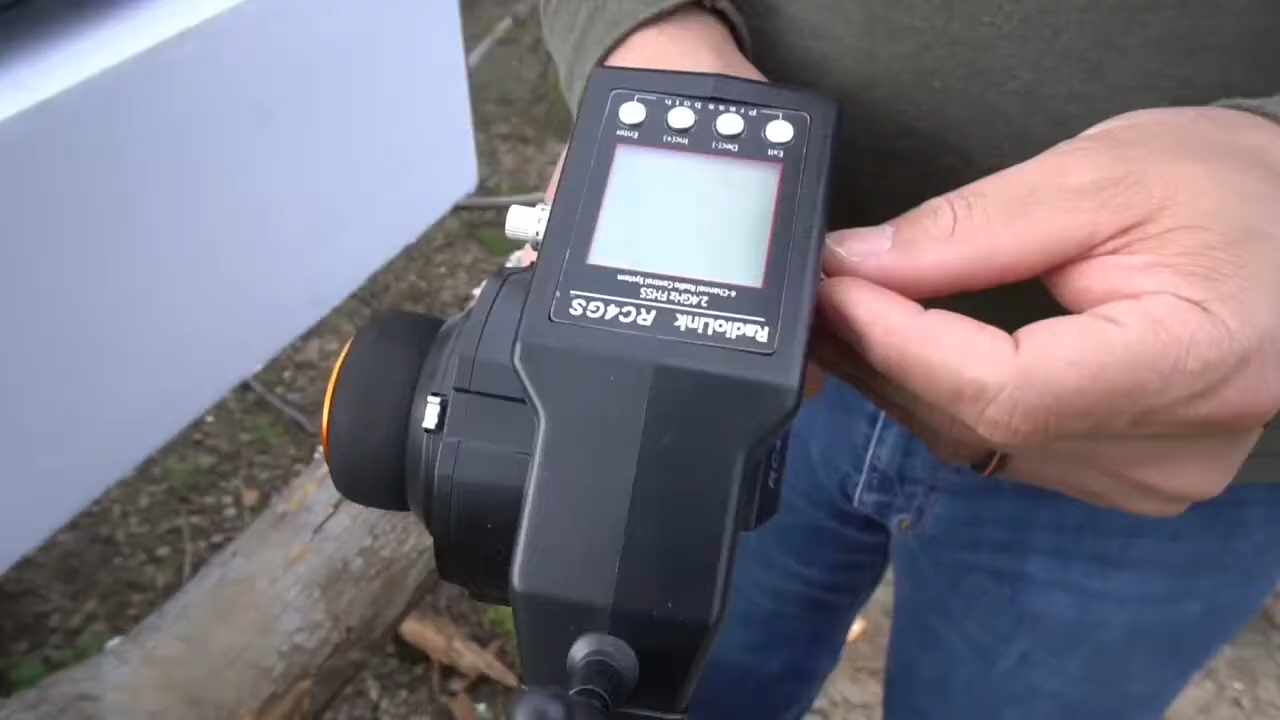 RadioLink RC4GS
2.4GHz FHSS
4-Channel Radio Control System
Exit Dec(-) Inc(+) Enter
Press both